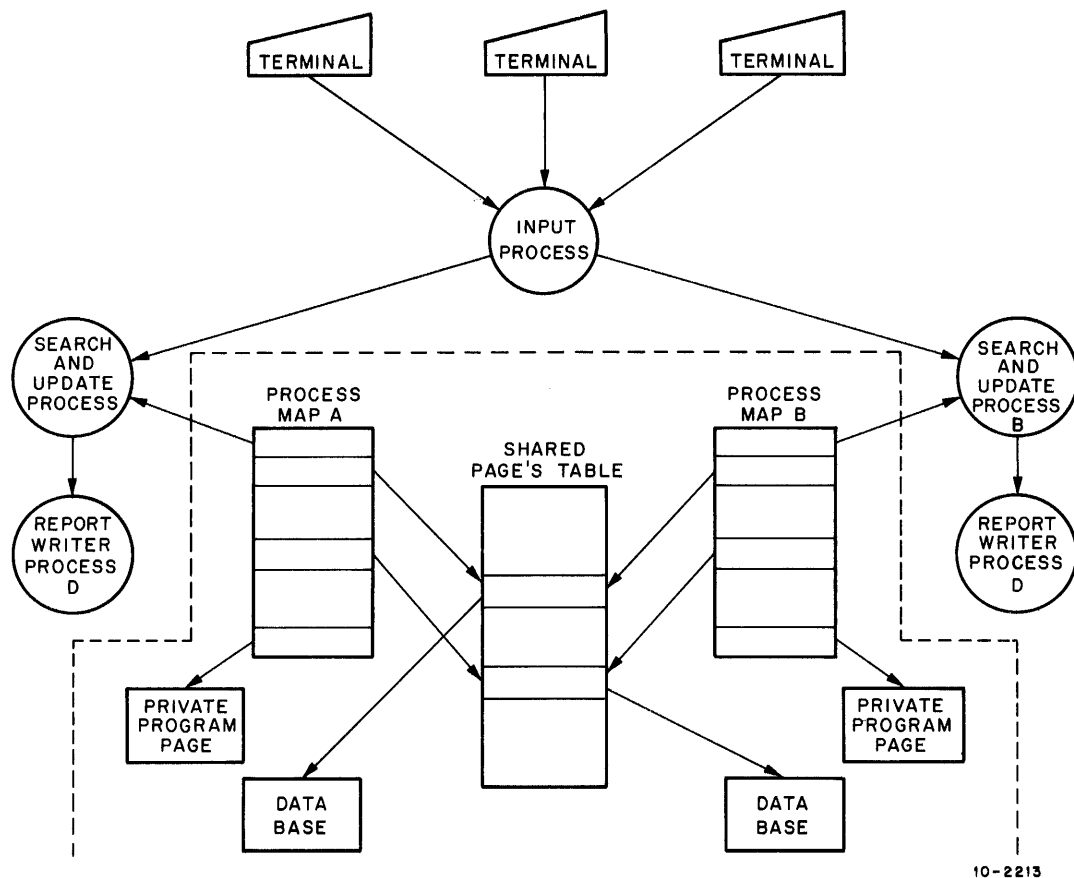 TERMINAL
TERMINAL
TERMINAL
INPUT
PROCESS
SEARCH
AND
UPDATE
PROCESS
SEARCH
AND
UPDATE
PROCESS
B
PROCESS
MAP A
PROCESS
MAP B
SHARED
PAGE'S TABLE
REPORT
WRITER
PROCESS
D
REPORT
WRITER
PROCESS
D
PRIVATE
PROGRAM
PAGE
PRIVATE
PROGRAM
PAGE
DATA
BASE
DATA
BASE
10-2213